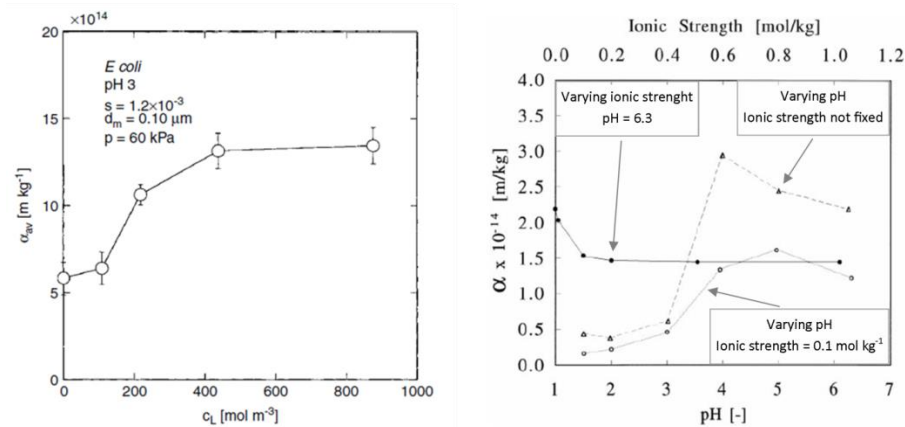 ×10¹⁴
20
15
10
5
0
α_av [m kg⁻¹]
E coli
pH 3
s = 1.2×10⁻³
d_m = 0.10 μm
p = 60 kPa
0 200 400 600 800 1000
c_L [mol m⁻³]
Ionic Strength [mol/kg]
0.0 0.2 0.4 0.6 0.8 1.0 1.2
4.0
3.5
3.0
2.5
2.0
1.5
1.0
0.5
0.0
α x 10⁻¹⁴ [m/kg]
Varying ionic strenght
pH = 6.3
Varying pH
Ionic strength not fixed
Varying pH
Ionic strength = 0.1 mol kg⁻¹
1 2 3 4 5 6 7
pH [-]